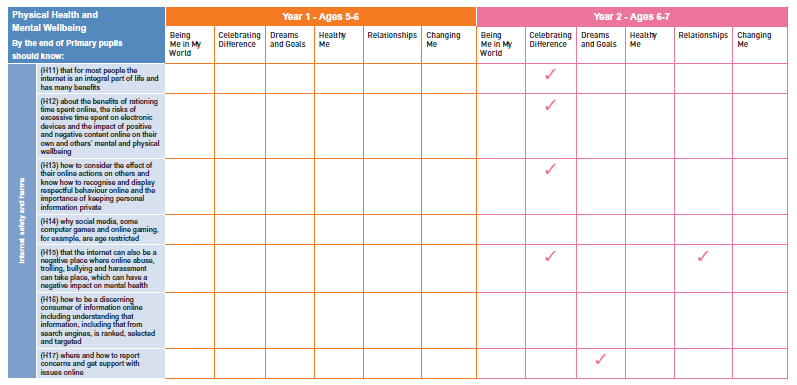 Physical Health and
Mental Wellbeing
By the end of Primary pupils
should know:
Year 1 - Ages 5-6
Year 2 - Ages 6-7
Being
Me in My
World
Celebrating
Difference
Dreams
and Goals
Healthy
Me
Relationships
Changing
Me
Being
Me in My
World
Celebrating
Difference
Dreams
and Goals
Healthy
Me
Relationships
Changing
Me
Internet safety and harms
(H11) that for most people the
internet is an integral part of life and
has many benefits
✓
(H12) about the benefits of rationing
time spent online, the risks of
excessive time spent on electronic
devices and the impact of positive
and negative content online on their
own and others' mental and physical
wellbeing
✓
(H13) how to consider the effect of
their online actions on others and
know how to recognise and display
respectful behaviour online and the
importance of keeping personal
information private
✓
(H14) why social media, some
computer games and online gaming,
for example, are age restricted
(H15) that the internet can also be a
negative place where online abuse,
trolling, bullying and harassment
can take place, which can have a
negative impact on mental health
✓ ✓
(H16) how to be a discerning
consumer of information online
including understanding that
information, including that from
search engines, is ranked, selected
and targeted
(H17) where and how to report
concerns and get support with
issues online
✓